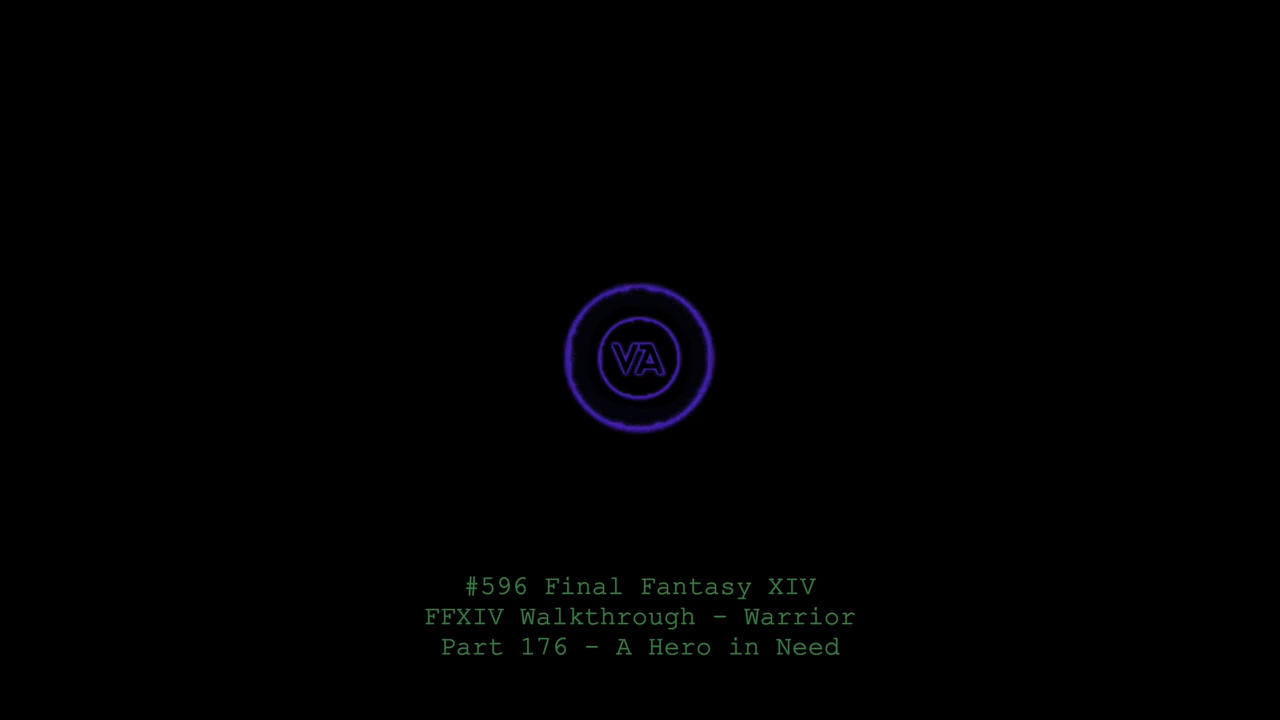 VA
#596 Final Fantasy XIV
FFXIV Walkthrough - Warrior
Part 176 - A Hero in Need